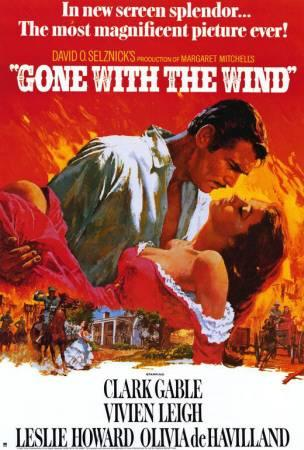 In new screen splendor...
The most magnificent picture ever!
DAVID O. SELZNICK'S PRODUCTION OF MARGARET MITCHELL'S
"GONE WITH THE WIND"
STARRING
CLARK GABLE
VIVIEN LEIGH
LESLIE HOWARD OLIVIA de HAVILLAND